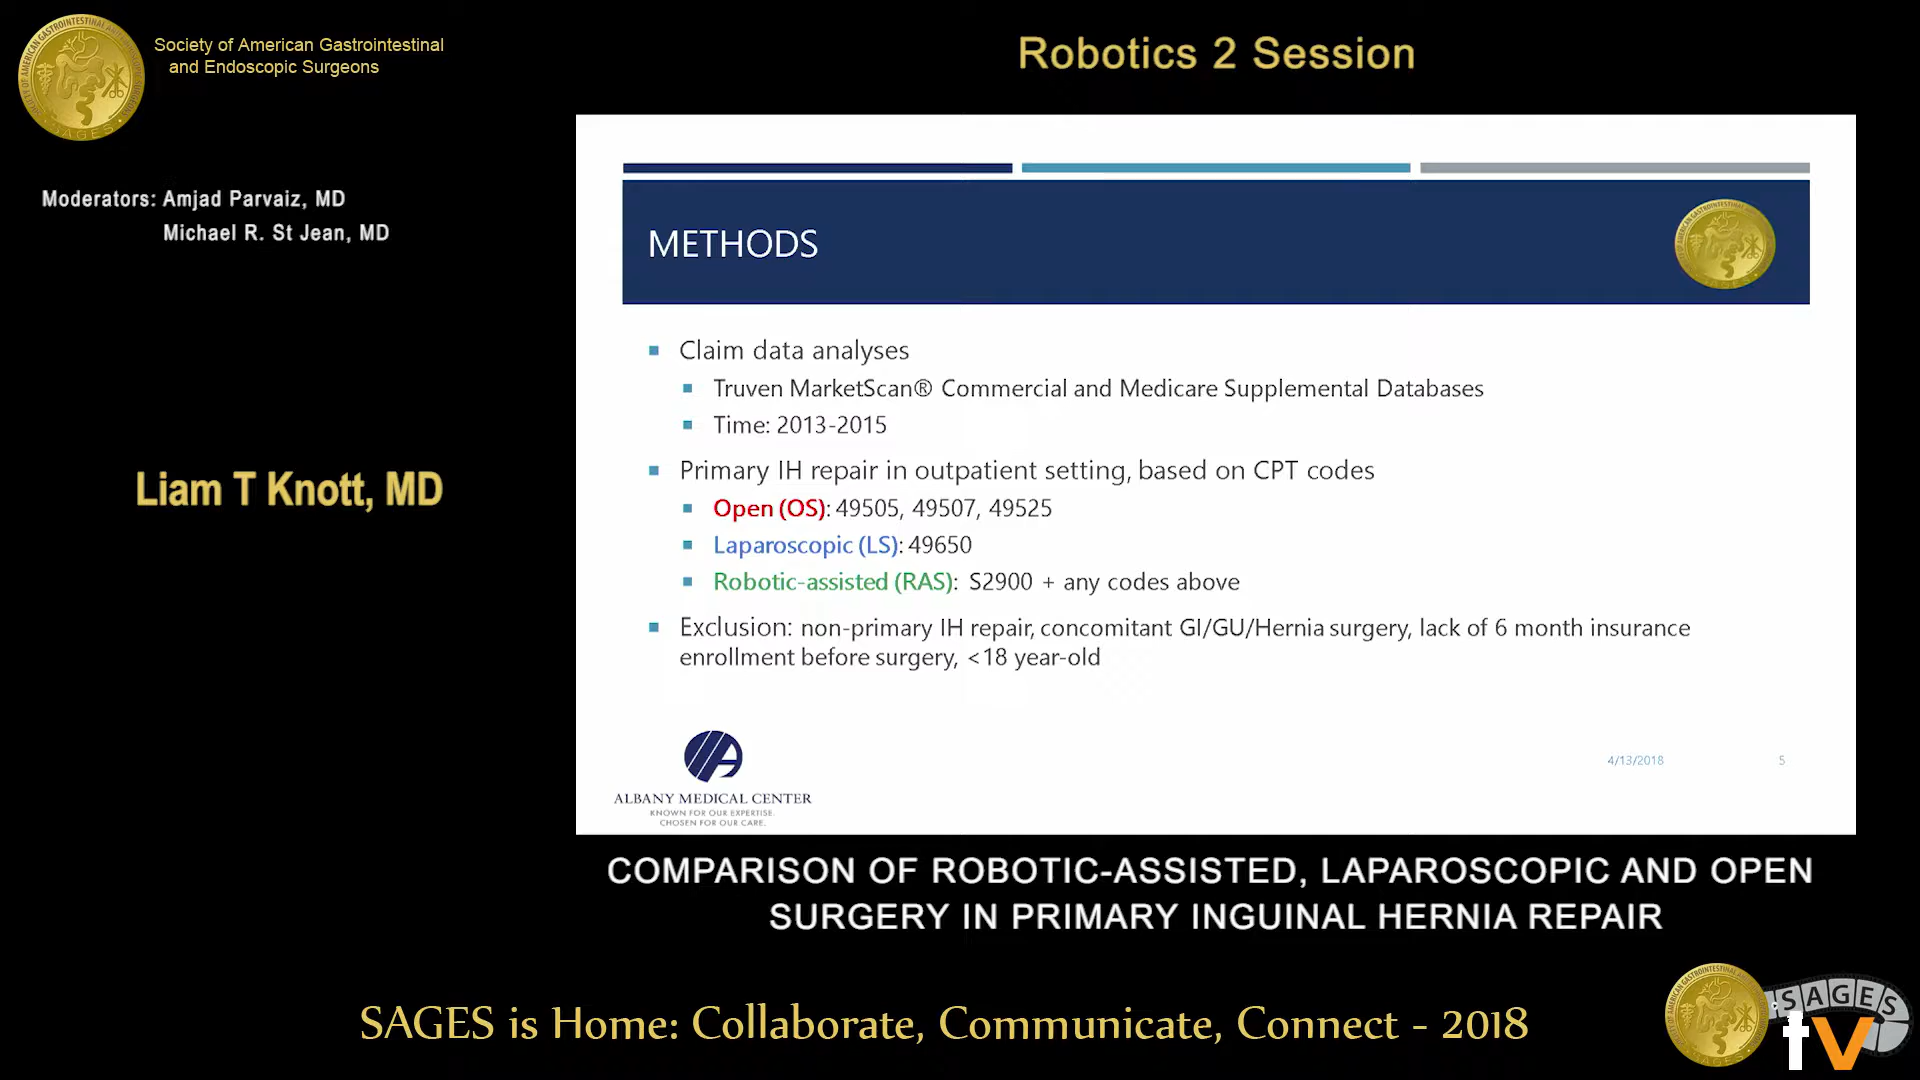 Society of American Gastrointestinal
and Endoscopic Surgeons
Robotics 2 Session
Moderators: Amjad Parvaiz, MD
Michael R. St Jean, MD
Liam T Knott, MD
METHODS
Claim data analyses
Truven MarketScan® Commercial and Medicare Supplemental Databases
Time: 2013-2015
Primary IH repair in outpatient setting, based on CPT codes
Open (OS): 49505, 49507, 49525
Laparoscopic (LS): 49650
Robotic-assisted (RAS): S2900 + any codes above
Exclusion: non-primary IH repair, concomitant GI/GU/Hernia surgery, lack of 6 month insurance
enrollment before surgery, <18 year-old
ALBANY MEDICAL CENTER
KNOWN FOR OUR EXPERTISE.
CHOSEN FOR OUR CARE.
4/13/2018
5
COMPARISON OF ROBOTIC-ASSISTED, LAPAROSCOPIC AND OPEN
SURGERY IN PRIMARY INGUINAL HERNIA REPAIR
SAGES is Home: Collaborate, Communicate, Connect - 2018
SAGES
tv